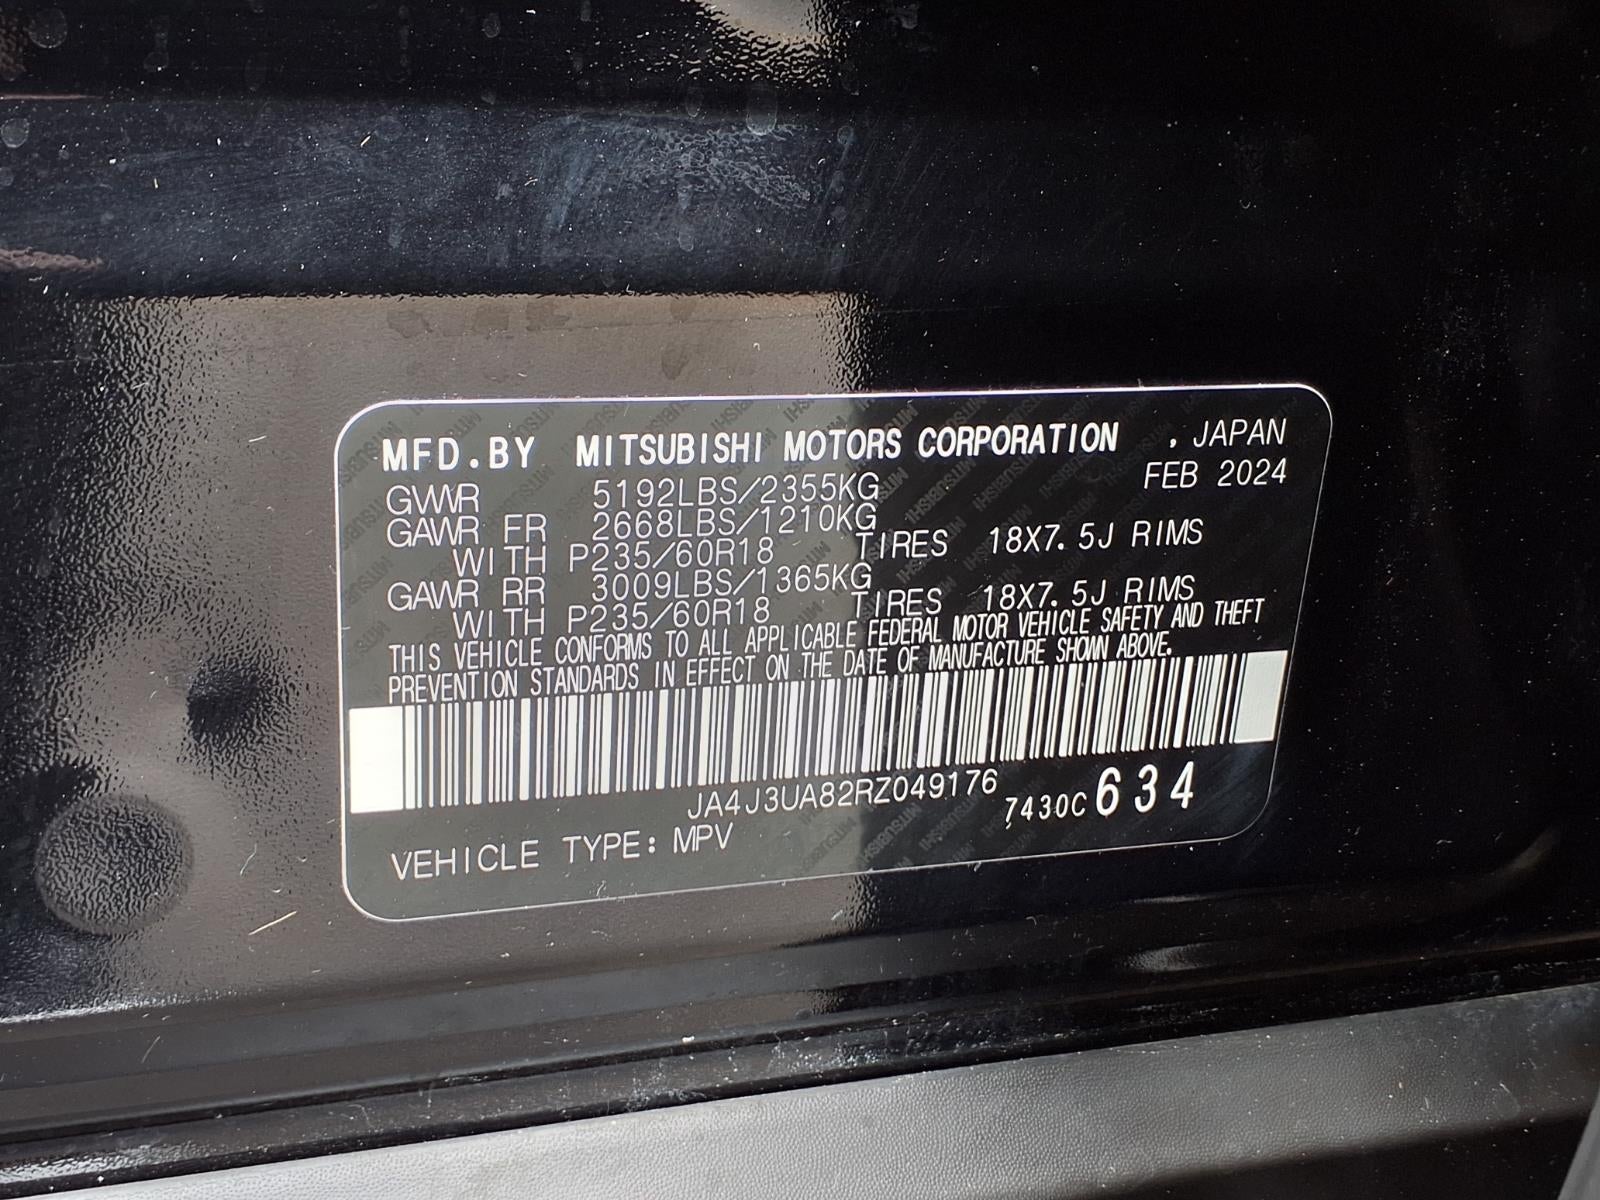 MFD.BY MITSUBISHI MOTORS CORPORATION . JAPAN
FEB 2024
GVWR 5192LBS/2355KG
GAWR FR 2668LBS/1210KG
WITH P235/60R18 TIRES 18X7.5J RIMS
GAWR RR 3009LBS/1365KG
WITH P235/60R18 TIRES 18X7.5J RIMS
THIS VEHICLE CONFORMS TO ALL APPLICABLE FEDERAL MOTOR VEHICLE SAFETY AND THEFT
PREVENTION STANDARDS IN EFFECT ON THE DATE OF MANUFACTURE SHOWN ABOVE.
JA4J3UA82RZ049176
7430C 634
VEHICLE TYPE: MPV